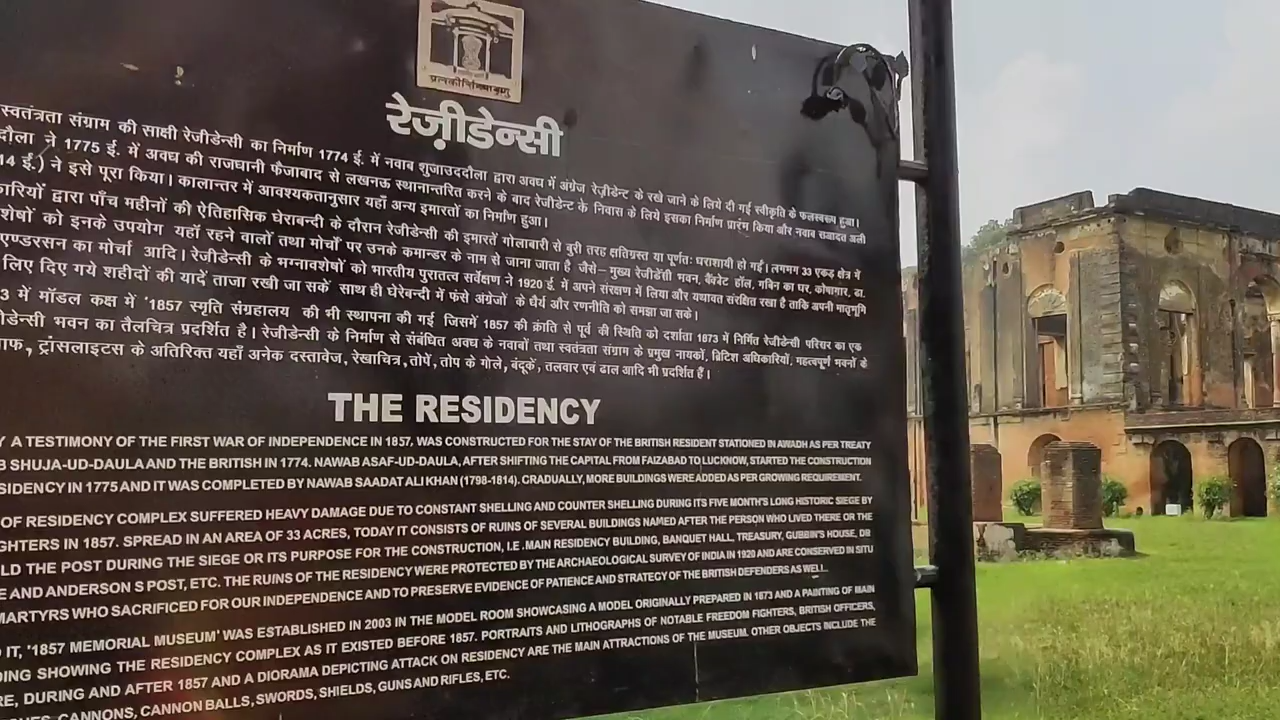 प्रत्नकीर्तिमपावृणु
रेज़ीडेन्सी
स्वतंत्रता संग्राम की साक्षी रेजीडेन्सी का निर्माण 1774 ई. में नवाब शुजाउददौला द्वारा अवध में अंग्रेज रेज़ीडेन्ट के रखे जाने के लिये दी गई स्वीकृति के फलस्वरूप हुआ।
दौला ने 1775 ई. में अवध की राजधानी फैजाबाद से लखनऊ स्थानान्तरित करने के बाद रेजीडेन्ट के निवास के लिये इसका निर्माण प्रारंभ किया और नवाब सआदत अली
14 ई.) ने इसे पूरा किया। कालान्तर में आवश्यकतानुसार यहाँ अन्य इमारतों का निर्माण हुआ।
कारियों द्वारा पाँच महीनों की ऐतिहासिक घेराबन्दी के दौरान रेजीडेन्सी की इमारतें गोलाबारी से बुरी तरह क्षतिग्रस्त या पूर्णतः धराशायी हो गईं। लगभग 33 एकड़ क्षेत्र में
शेषों को इनके उपयोग यहाँ रहने वालों तथा मोर्चों पर उनके कमान्डर के नाम से जाना जाता है जैसे– मुख्य रेजीडेंसी भवन, बैंक्वेट हॉल, गबिन का घर, कोषागार, डा.
एण्डरसन का मोर्चा आदि। रेजीडेन्सी के भग्नावशेषों को भारतीय पुरातत्व सर्वेक्षण ने 1920 ई. में अपने संरक्षण में लिया और यथावत संरक्षित रखा है ताकि अपनी मातृभूमि
लिए दिए गये शहीदों की यादें ताजा रखी जा सकें साथ ही घेरेबन्दी में फंसे अंग्रेजों के धैर्य और रणनीति को समझा जा सके।
3 में मॉडल कक्ष में '1857 स्मृति संग्रहालय की भी स्थापना की गई जिसमें 1857 की क्रांति से पूर्व की स्थिति को दर्शाता 1873 में निर्मित रेजीडेन्सी परिसर का एक
ीडेन्सी भवन का तैलचित्र प्रदर्शित है। रेजीडेन्सी के निर्माण से संबंधित अवध के नवाबों तथा स्वतंत्रता संग्राम के प्रमुख नायकों, ब्रिटिश अधिकारियों, महत्वपूर्ण भवनों के
ाफ, ट्रांसलाइट्स के अतिरिक्त यहाँ अनेक दस्तावेज, रेखाचित्र, तोपें, तोप के गोले, बंदूकें, तलवार एवं ढाल आदि भी प्रदर्शित हैं।
THE RESIDENCY
Y A TESTIMONY OF THE FIRST WAR OF INDEPENDENCE IN 1857, WAS CONSTRUCTED FOR THE STAY OF THE BRITISH RESIDENT STATIONED IN AWADH AS PER TREATY
B SHUJA-UD-DAULA AND THE BRITISH IN 1774. NAWAB ASAF-UD-DAULA, AFTER SHIFTING THE CAPITAL FROM FAIZABAD TO LUCKNOW, STARTED THE CONSTRUCTION
SIDENCY IN 1775 AND IT WAS COMPLETED BY NAWAB SAADAT ALI KHAN (1798-1814). GRADUALLY, MORE BUILDINGS WERE ADDED AS PER GROWING REQUIREMENT.
OF RESIDENCY COMPLEX SUFFERED HEAVY DAMAGE DUE TO CONSTANT SHELLING AND COUNTER SHELLING DURING ITS FIVE MONTH'S LONG HISTORIC SIEGE BY
GHTERS IN 1857. SPREAD IN AN AREA OF 33 ACRES, TODAY IT CONSISTS OF RUINS OF SEVERAL BUILDINGS NAMED AFTER THE PERSON WHO LIVED THERE OR THE
LD THE POST DURING THE SIEGE OR ITS PURPOSE FOR THE CONSTRUCTION, I.E .MAIN RESIDENCY BUILDING, BANQUET HALL, TREASURY, GUBBIN'S HOUSE, DR
E AND ANDERSON S POST, ETC. THE RUINS OF THE RESIDENCY WERE PROTECTED BY THE ARCHAEOLOGICAL SURVEY OF INDIA IN 1920 AND ARE CONSERVED IN SITU
MARTYRS WHO SACRIFICED FOR OUR INDEPENDENCE AND TO PRESERVE EVIDENCE OF PATIENCE AND STRATEGY OF THE BRITISH DEFENDERS AS WELL.
D IT, '1857 MEMORIAL MUSEUM' WAS ESTABLISHED IN 2003 IN THE MODEL ROOM SHOWCASING A MODEL ORIGINALLY PREPARED IN 1873 AND A PAINTING OF MAIN
DING SHOWING THE RESIDENCY COMPLEX AS IT EXISTED BEFORE 1857. PORTRAITS AND LITHOGRAPHS OF NOTABLE FREEDOM FIGHTERS, BRITISH OFFICERS,
RE, DURING AND AFTER 1857 AND A DIORAMA DEPICTING ATTACK ON RESIDENCY ARE THE MAIN ATTRACTIONS OF THE MUSEUM. OTHER OBJECTS INCLUDE THE
CANNONS, CANNON BALLS, SWORDS, SHIELDS, GUNS AND RIFLES, ETC.